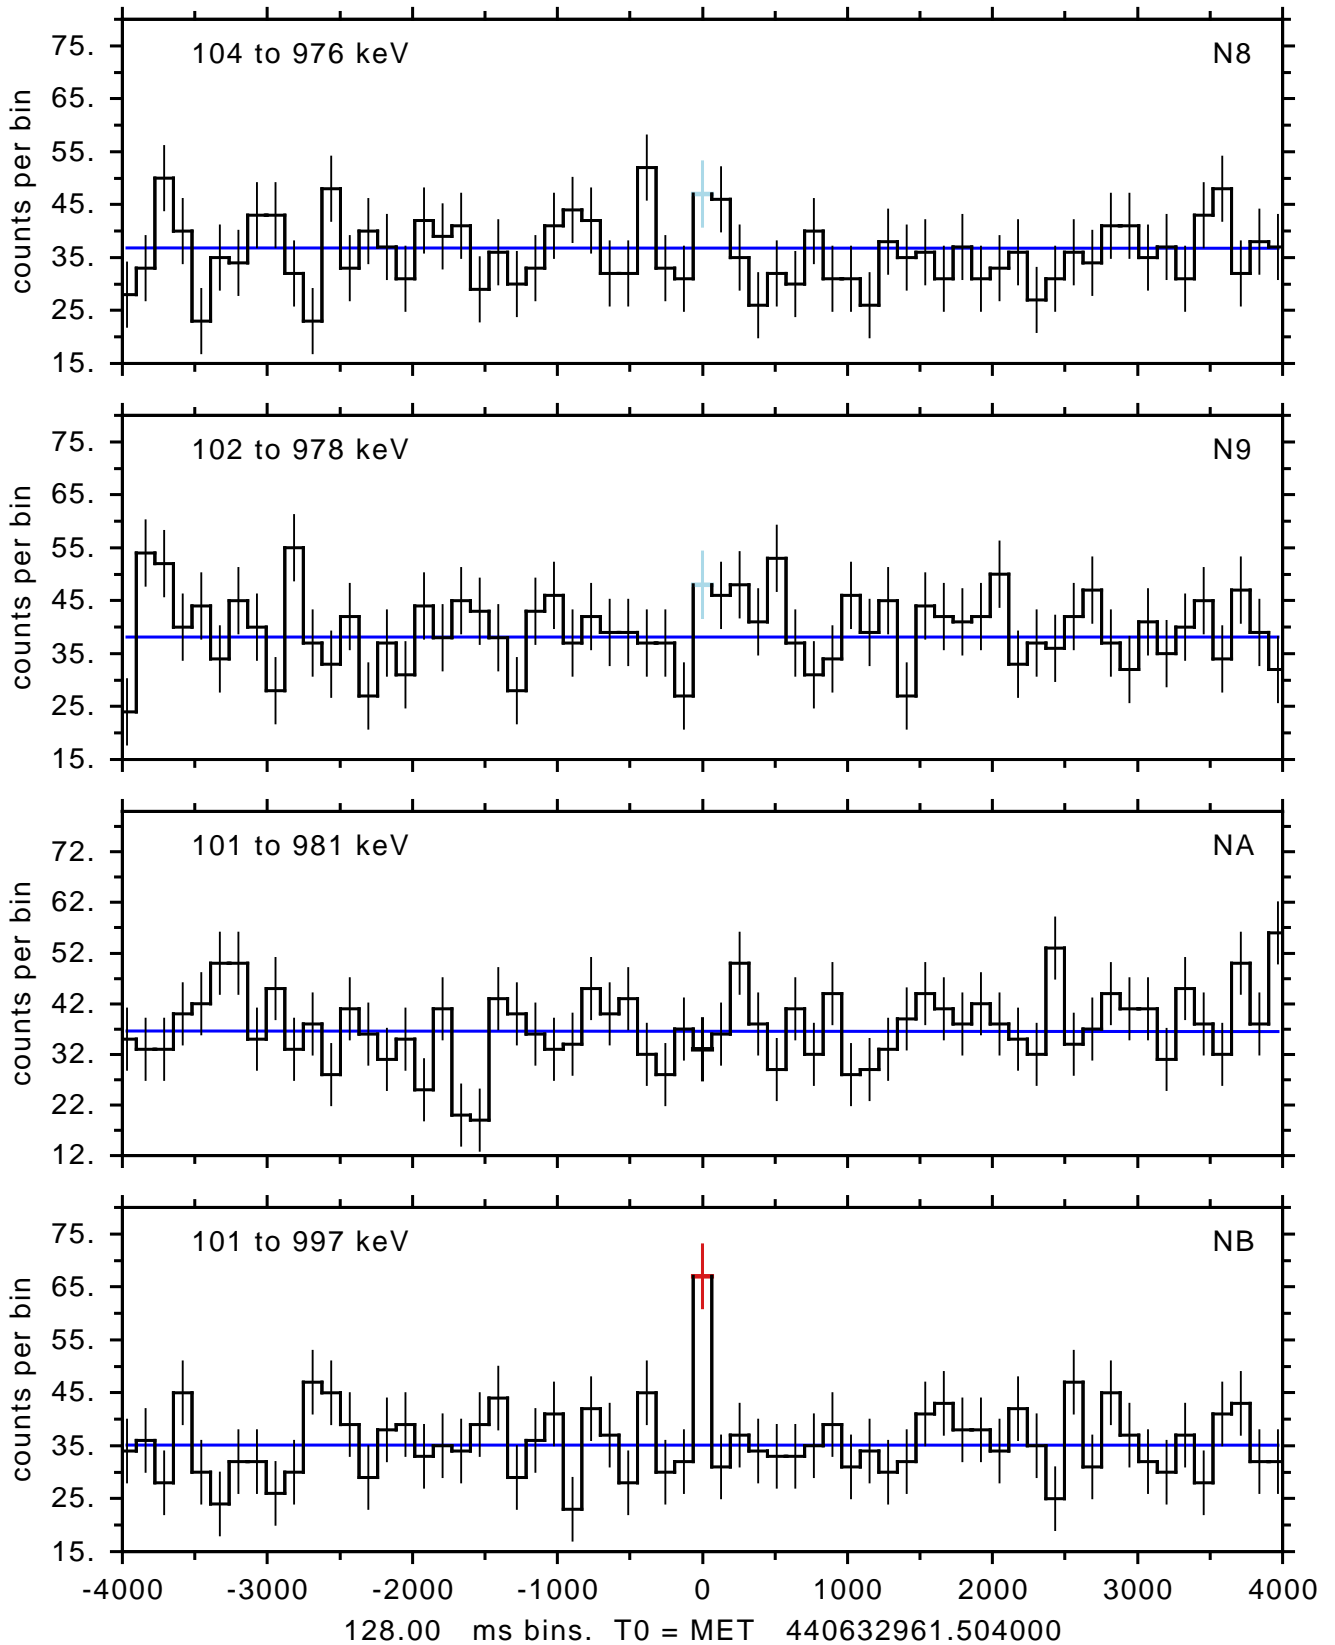 104 to 976 keV N8
75.
65.
55.
45.
35.
25.
15.
counts per bin
102 to 978 keV N9
75.
65.
55.
45.
35.
25.
15.
counts per bin
101 to 981 keV NA
72.
62.
52.
42.
32.
22.
12.
counts per bin
101 to 997 keV NB
75.
65.
55.
45.
35.
25.
15.
counts per bin
-4000 -3000 -2000 -1000 0 1000 2000 3000 4000
128.00 ms bins. T0 = MET 440632961.504000